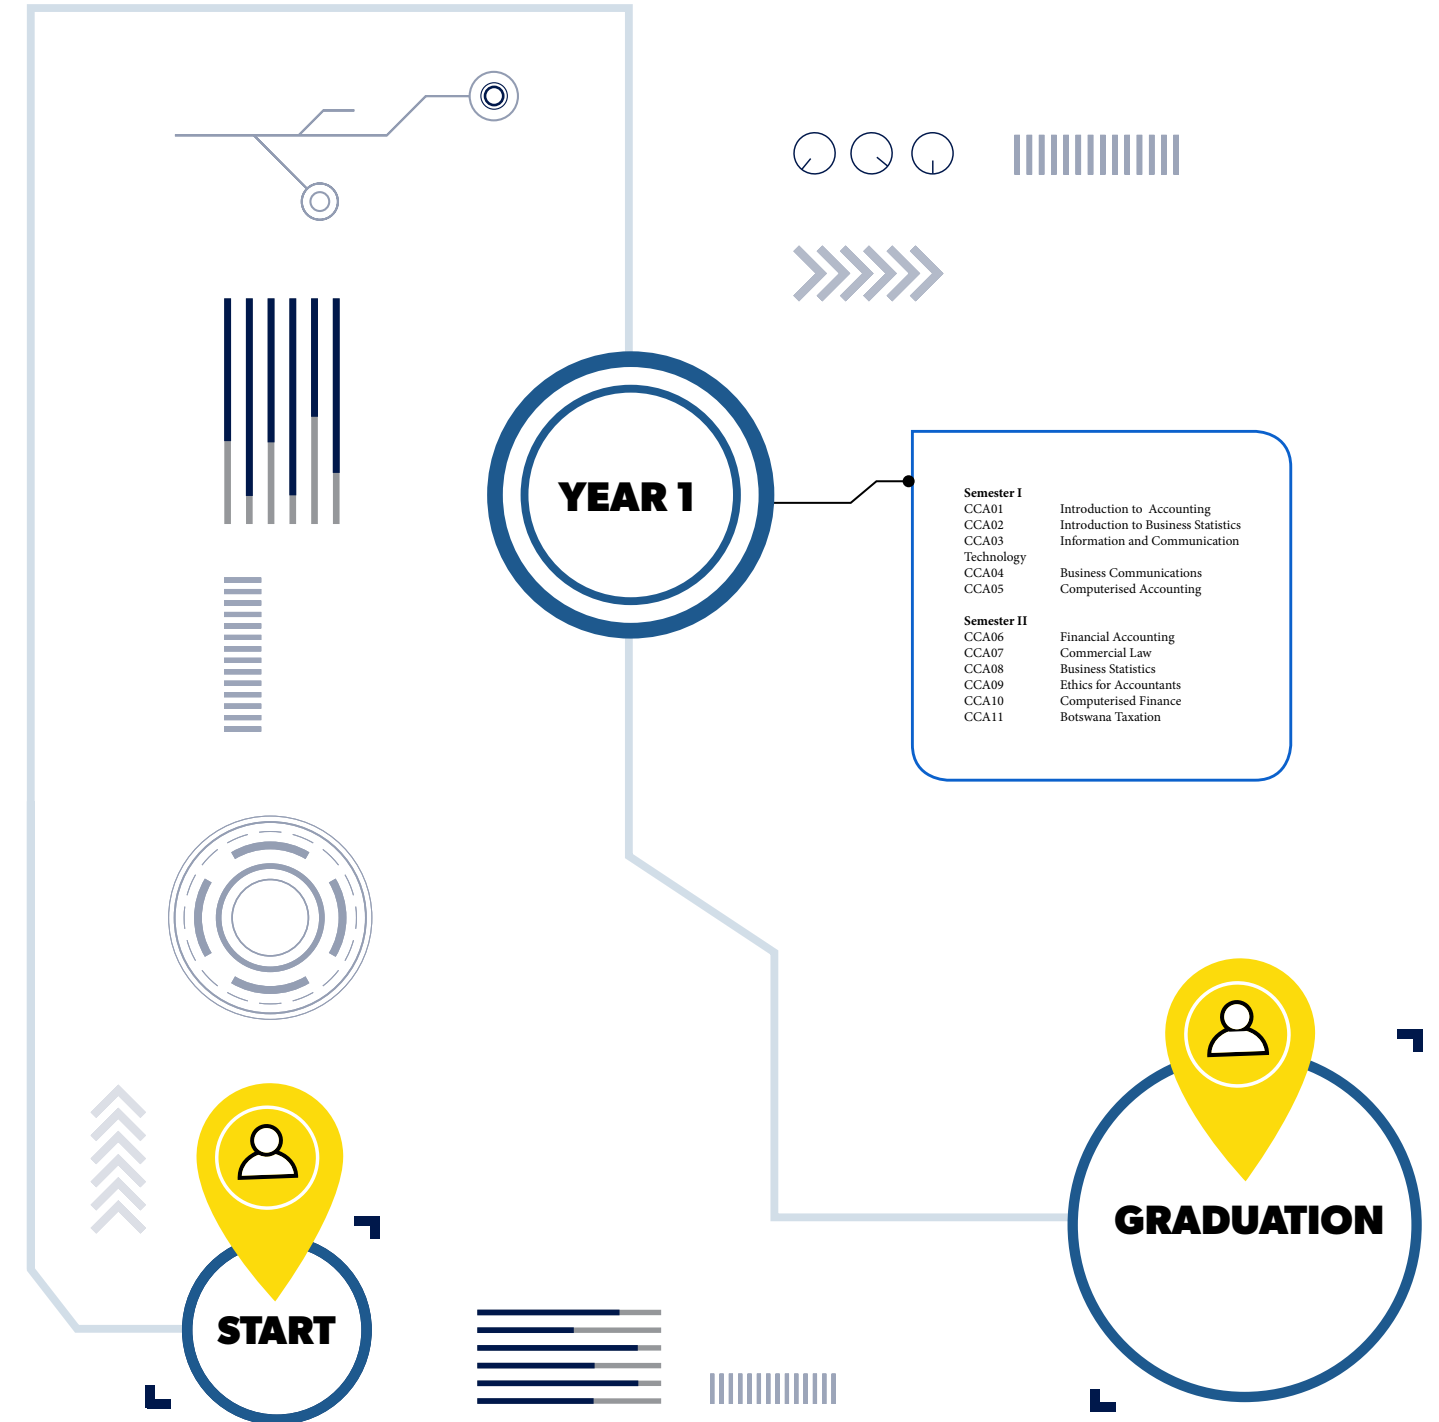 YEAR 1
Semester I
CCA01 Introduction to Accounting
CCA02 Introduction to Business Statistics
CCA03 Information and Communication
Technology
CCA04 Business Communications
CCA05 Computerised Accounting
Semester II
CCA06 Financial Accounting
CCA07 Commercial Law
CCA08 Business Statistics
CCA09 Ethics for Accountants
CCA10 Computerised Finance
CCA11 Botswana Taxation
GRADUATION
START